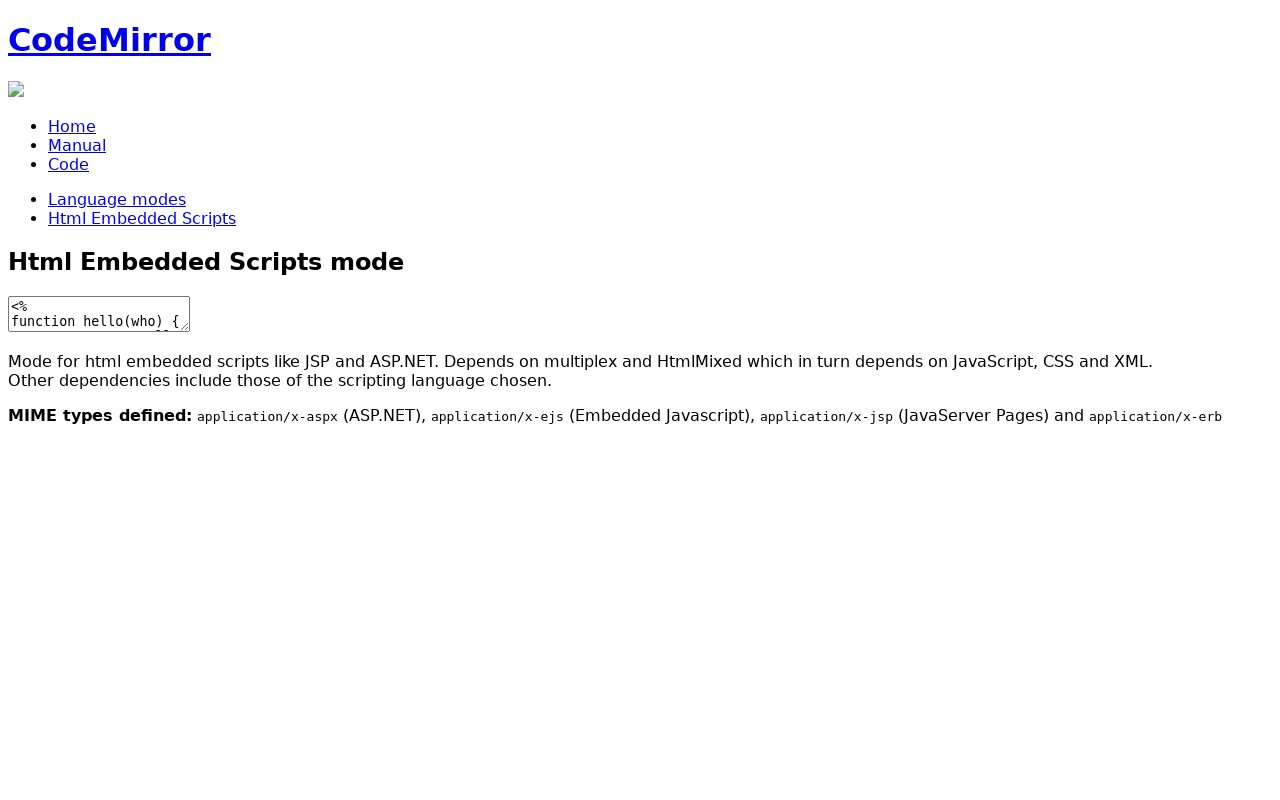 CodeMirror
Home
Manual
Code
Language modes
Html Embedded Scripts
Html Embedded Scripts mode
<%
function hello(who) {
Mode for html embedded scripts like JSP and ASP.NET. Depends on multiplex and HtmlMixed which in turn depends on JavaScript, CSS and XML.
Other dependencies include those of the scripting language chosen.
MIME types defined: application/x-aspx (ASP.NET), application/x-ejs (Embedded Javascript), application/x-jsp (JavaServer Pages) and application/x-erb